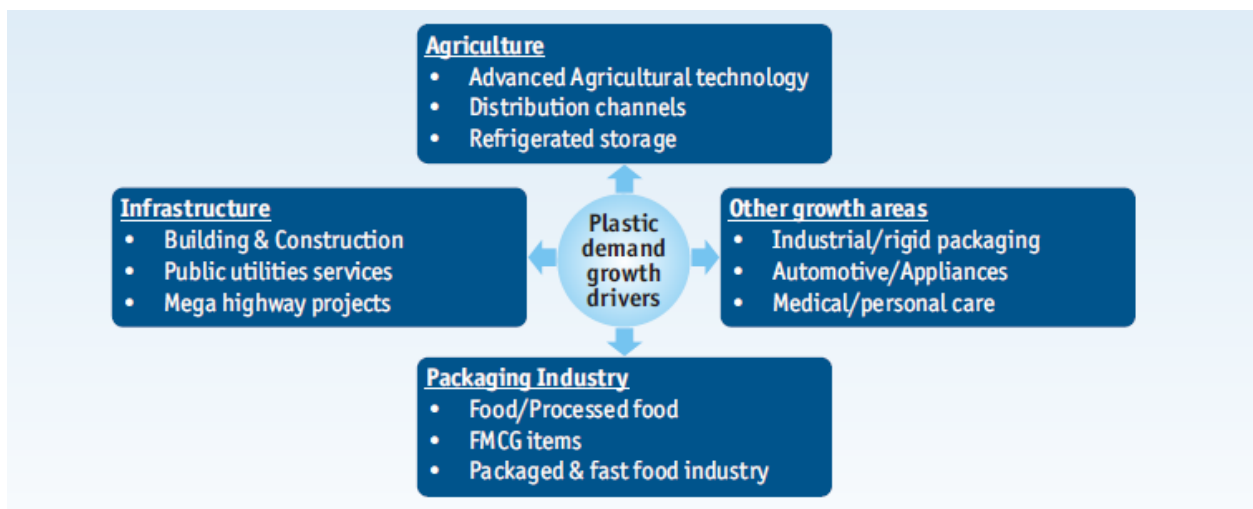 Agriculture
• Advanced Agricultural technology
• Distribution channels
• Refrigerated storage
Infrastructure
• Building & Construction
• Public utilities services
• Mega highway projects
Plastic
demand
growth
drivers
Other growth areas
• Industrial/rigid packaging
• Automotive/Appliances
• Medical/personal care
Packaging Industry
• Food/Processed food
• FMCG items
• Packaged & fast food industry